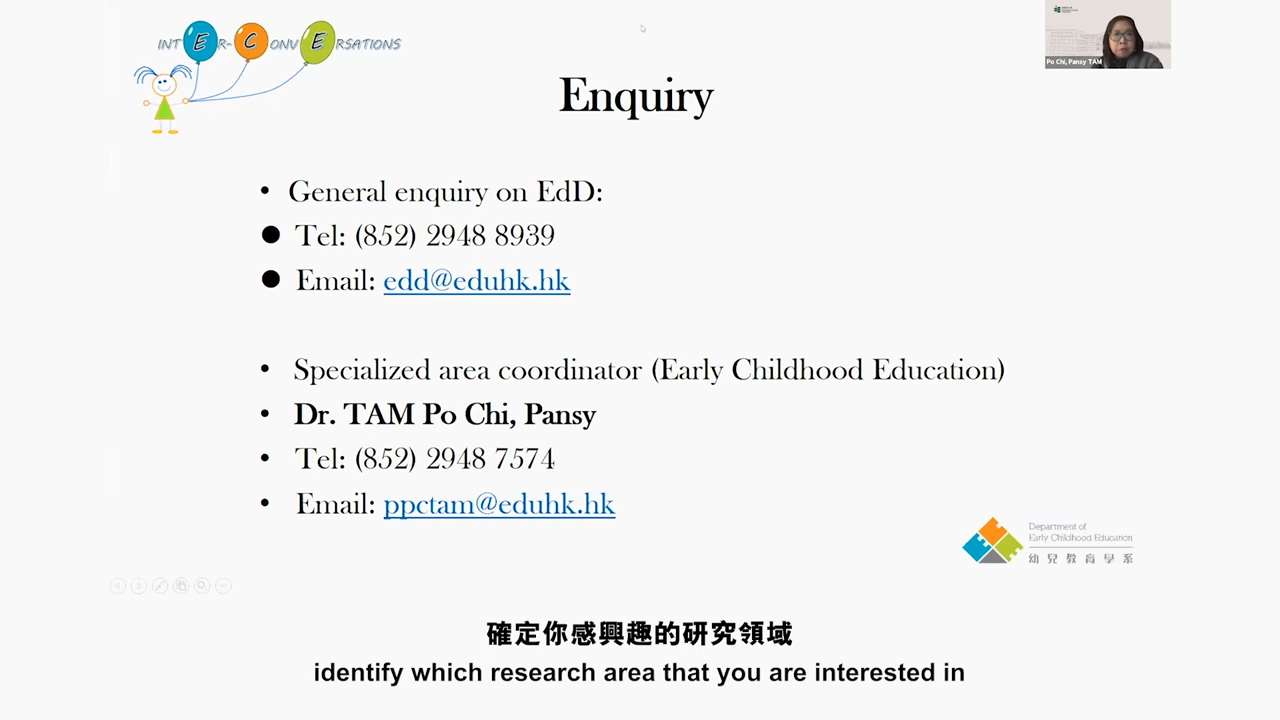 INTER-CONVERSATIONS
Po Chi, Pansy TAM
Enquiry
• General enquiry on EdD:
● Tel: (852) 2948 8939
● Email: edd@eduhk.hk
• Specialized area coordinator (Early Childhood Education)
• Dr. TAM Po Chi, Pansy
• Tel: (852) 2948 7574
• Email: ppctam@eduhk.hk
Department of
Early Childhood Education
幼兒教育學系
確定你感興趣的研究領域
identify which research area that you are interested in